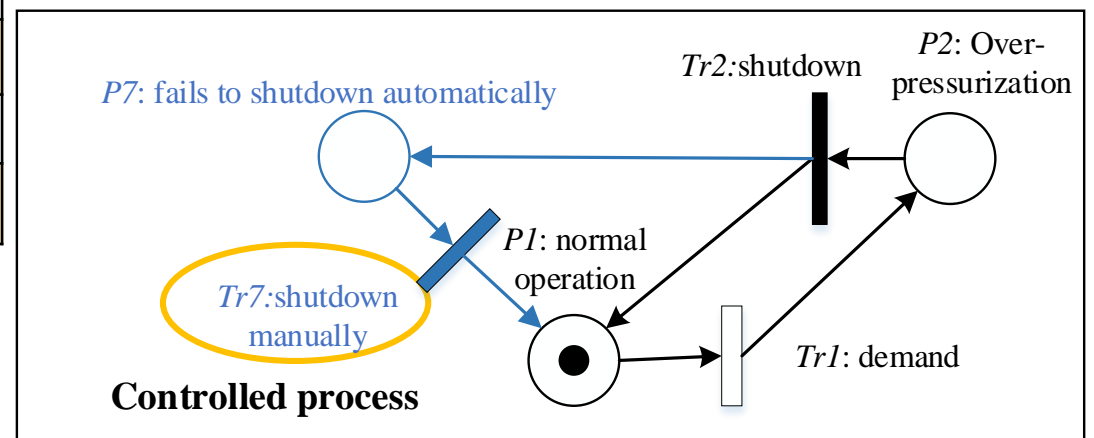 P2: Over-
pressurization
Tr2:shutdown
P7: fails to shutdown automatically
P1: normal
operation
Tr7:shutdown
manually
Tr1: demand
Controlled process